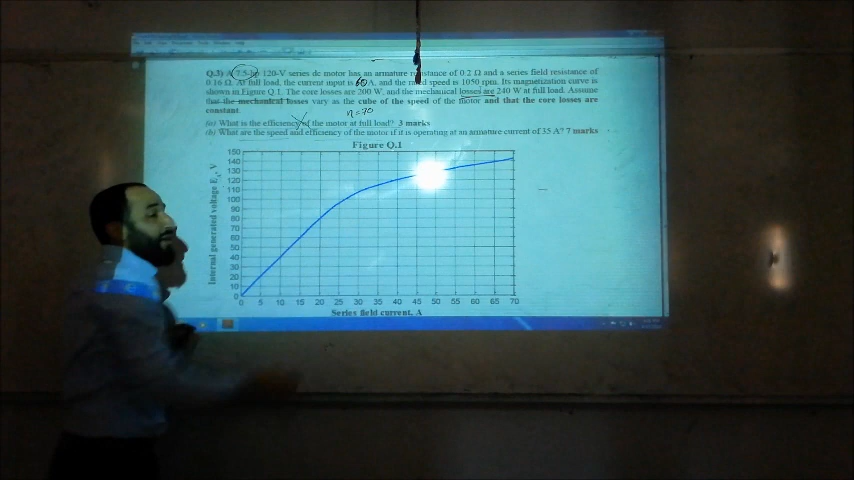 Q.3) A 7.5-hp 120-V series dc motor has an armature resistance of 0.2 Ω and a series field resistance of
0.16 Ω. At full load, the current input is 60 A, and the rated speed is 1050 rpm. Its magnetization curve is
shown in Figure Q.1. The core losses are 200 W, and the mechanical losses are 240 W at full load. Assume
that the mechanical losses vary as the cube of the speed of the motor and that the core losses are
constant.
(a) What is the efficiency of the motor at full load? 3 marks
(b) What are the speed and efficiency of the motor if it is operating at an armature current of 35 A? 7 marks
Figure Q.1
Internal generated voltage E, V
150
140
130
120
110
100
90
80
70
60
50
40
30
20
10
0
0 5 10 15 20 25 30 35 40 45 50 55 60 65 70
Series field current, A